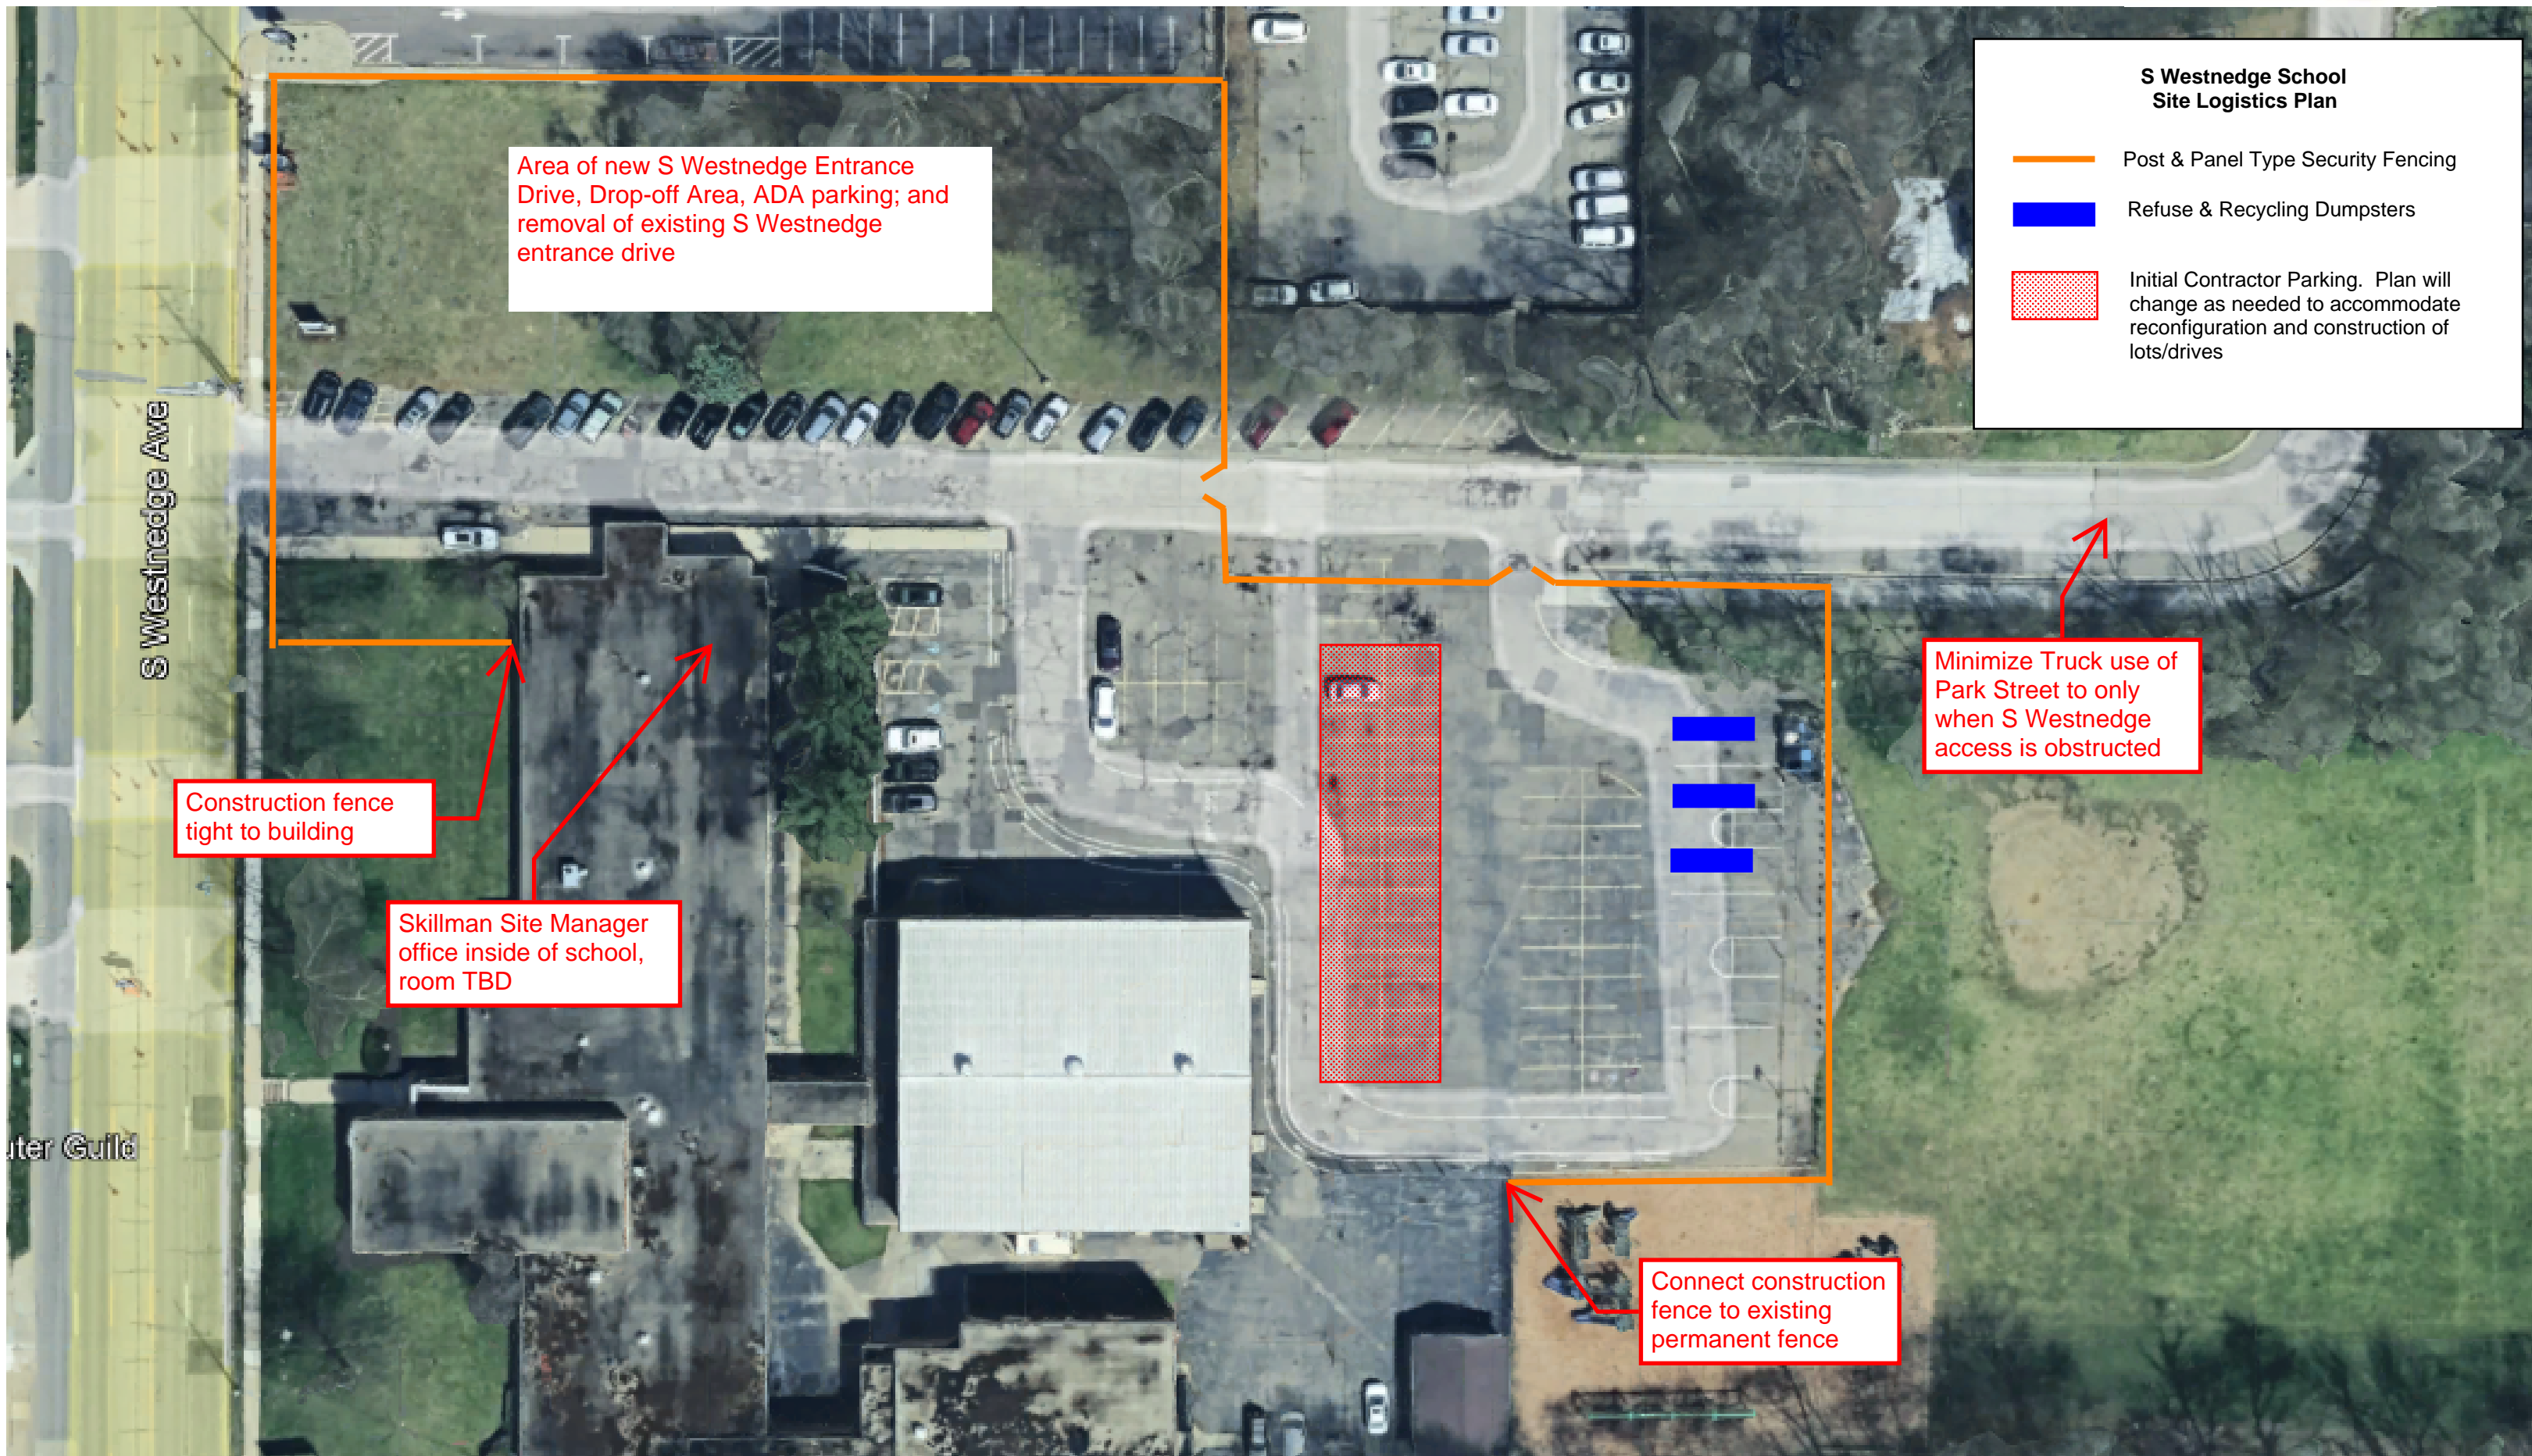 S Westnedge School
Site Logistics Plan
Post & Panel Type Security Fencing
Refuse & Recycling Dumpsters
Initial Contractor Parking. Plan will
change as needed to accommodate
reconfiguration and construction of
lots/drives
Area of new S Westnedge Entrance
Drive, Drop-off Area, ADA parking; and
removal of existing S Westnedge
entrance drive
S Westnedge Ave
Minimize Truck use of
Park Street to only
when S Westnedge
access is obstructed
Construction fence
tight to building
Skillman Site Manager
office inside of school,
room TBD
uter Guild
Connect construction
fence to existing
permanent fence